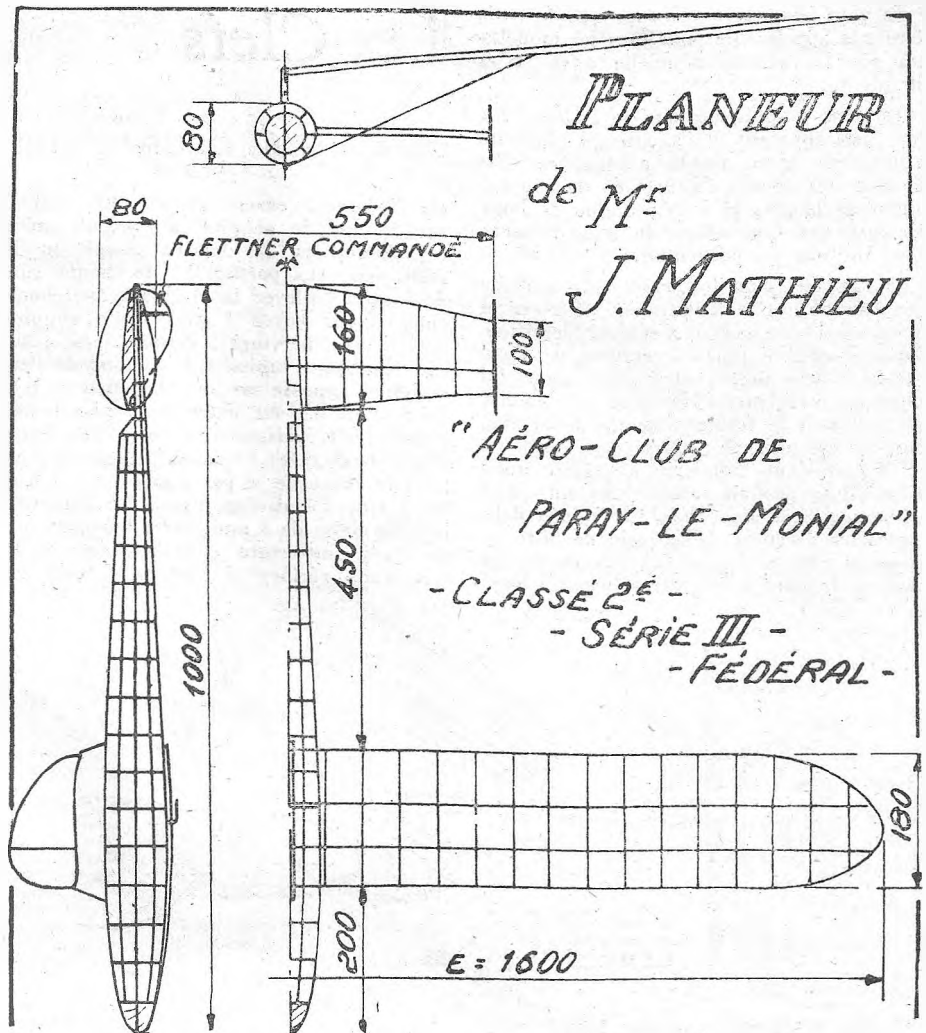 PLANEUR
de Mr
J. MATHIEU
"AÉRO-CLUB DE
PARAY-LE-MONIAL"
-CLASSÉ 2E-
-SÉRIE III-
-FÉDÉRAL-
80
80
550
FLETTNER COMMANDÉ
160
100
450
1000
180
200
E = 1600